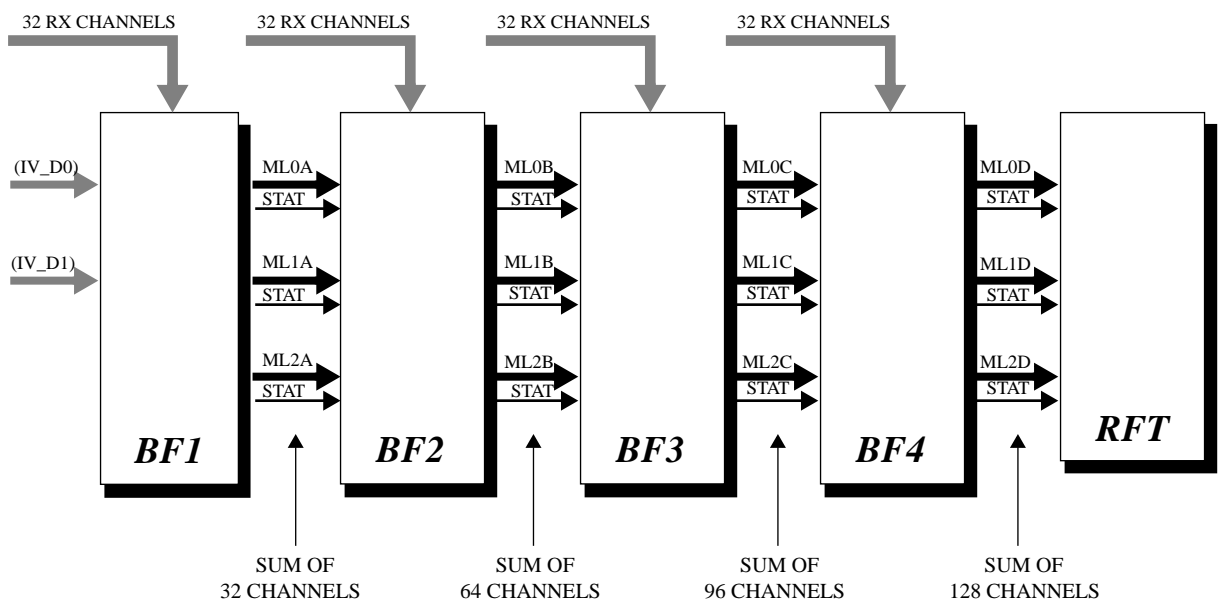 32 RX CHANNELS 32 RX CHANNELS 32 RX CHANNELS 32 RX CHANNELS
(IV_D0) ML0A ML0B ML0C ML0D
STAT STAT STAT STAT
(IV_D1) ML1A ML1B ML1C ML1D
STAT STAT STAT STAT
ML2A ML2B ML2C ML2D
STAT STAT STAT STAT
BF1 BF2 BF3 BF4 RFT
SUM OF SUM OF SUM OF SUM OF
32 CHANNELS 64 CHANNELS 96 CHANNELS 128 CHANNELS